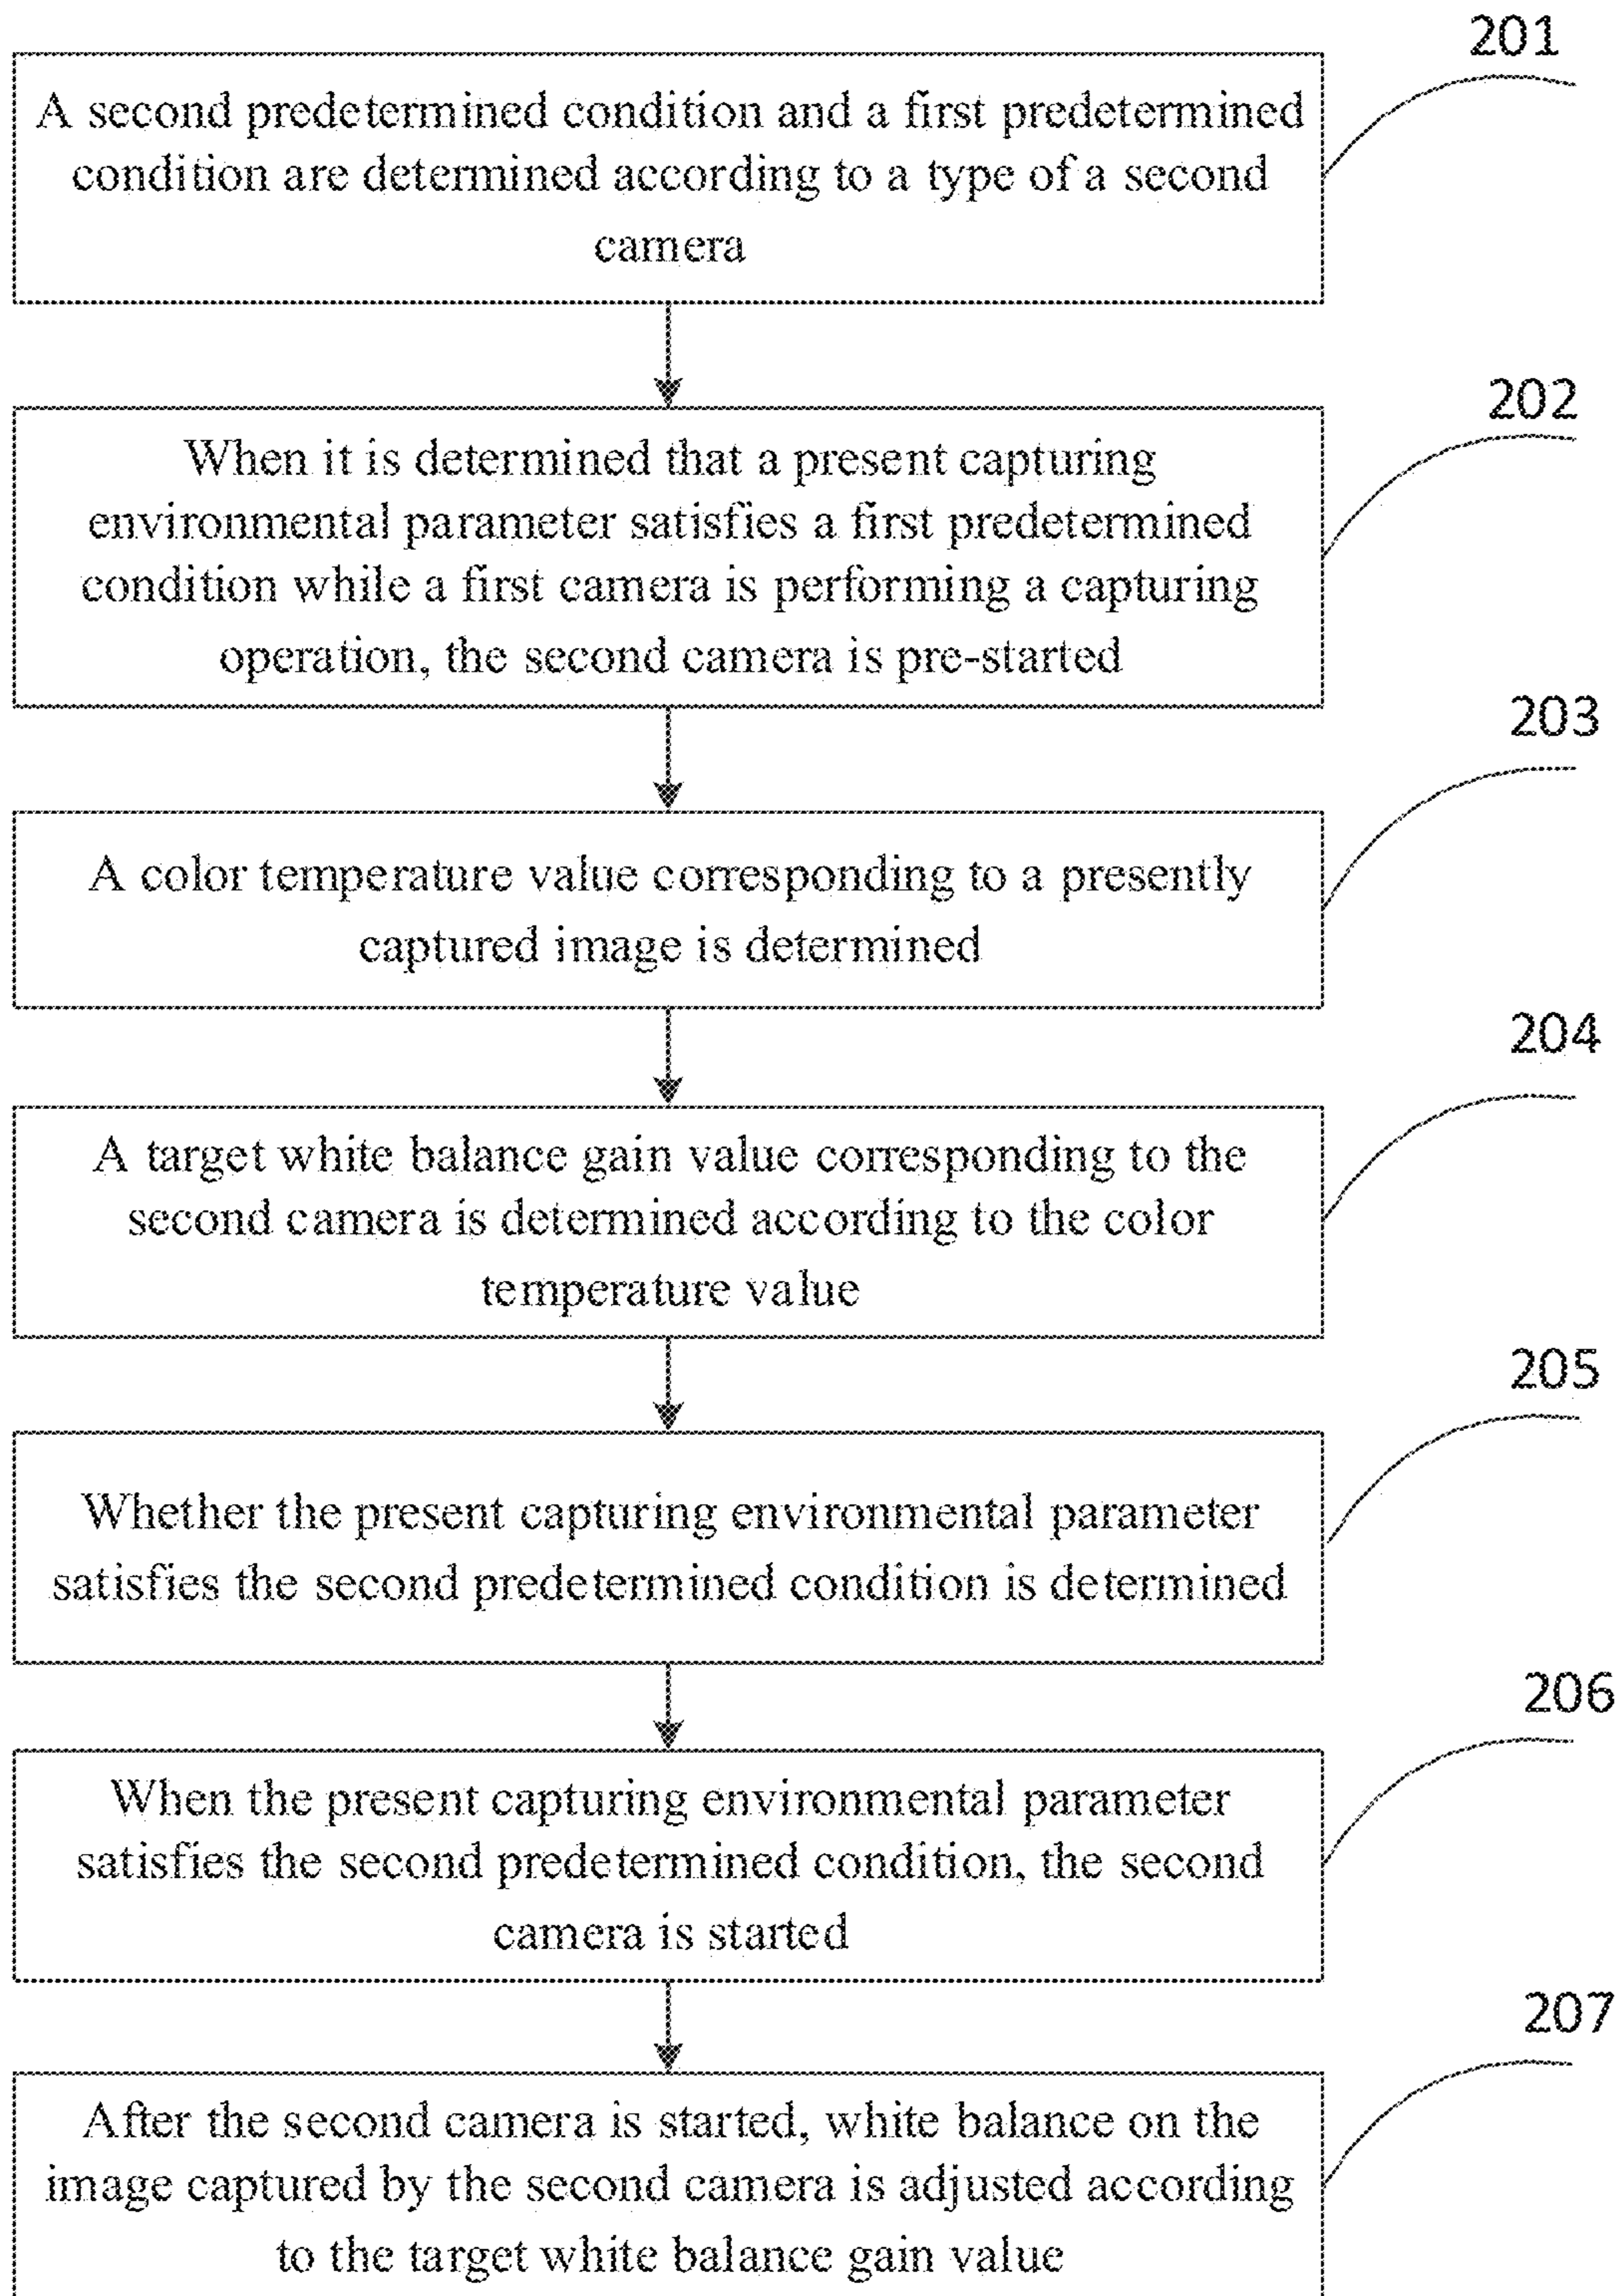 201
A second predetermined condition and a first predetermined
condition are determined according to a type of a second
camera
202
When it is determined that a present capturing
environmental parameter satisfies a first predetermined
condition while a first camera is performing a capturing
operation, the second camera is pre-started
203
A color temperature value corresponding to a presently
captured image is determined
204
A target white balance gain value corresponding to the
second camera is determined according to the color
temperature value
205
Whether the present capturing environmental parameter
satisfies the second predetermined condition is determined
206
When the present capturing environmental parameter
satisfies the second predetermined condition, the second
camera is started
207
After the second camera is started, white balance on the
image captured by the second camera is adjusted according
to the target white balance gain value